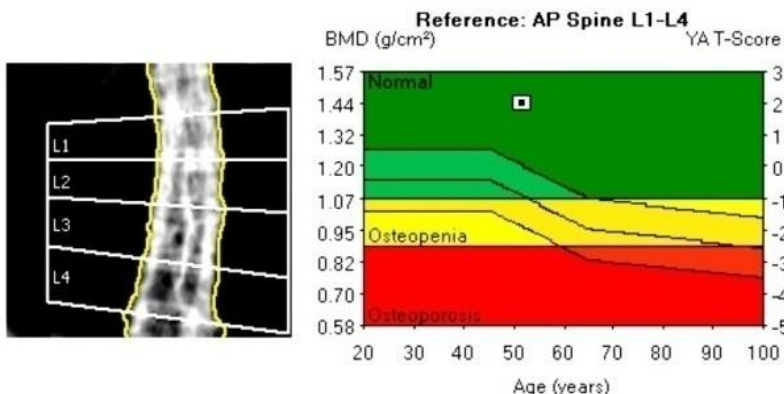 Reference: AP Spine L1-L4
BMD (g/cm²) YA T-Score
L1
L2
L3
L4
1.57 Normal 3
1.44 2
1.32 1
1.20 0
1.07 -1
0.95 -2
Osteopenia
0.82 -3
0.70 -4
Osteoporosis
0.58 -5
20 30 40 50 60 70 80 90 100
Age (years)